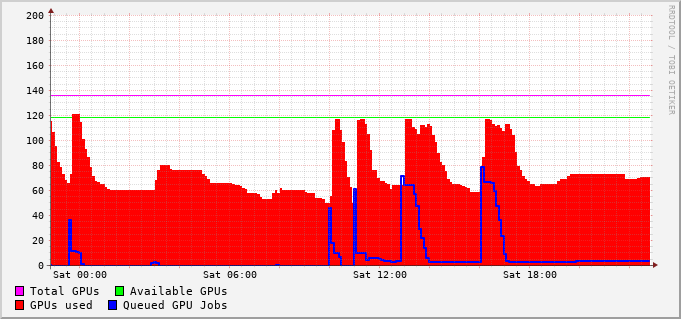 200
180
160
140
120
100
80
60
40
20
0
Sat 00:00 Sat 06:00 Sat 12:00 Sat 18:00
Total GPUs Available GPUs
GPUs used Queued GPU Jobs
RRDTOOL / TOBI OETIKER